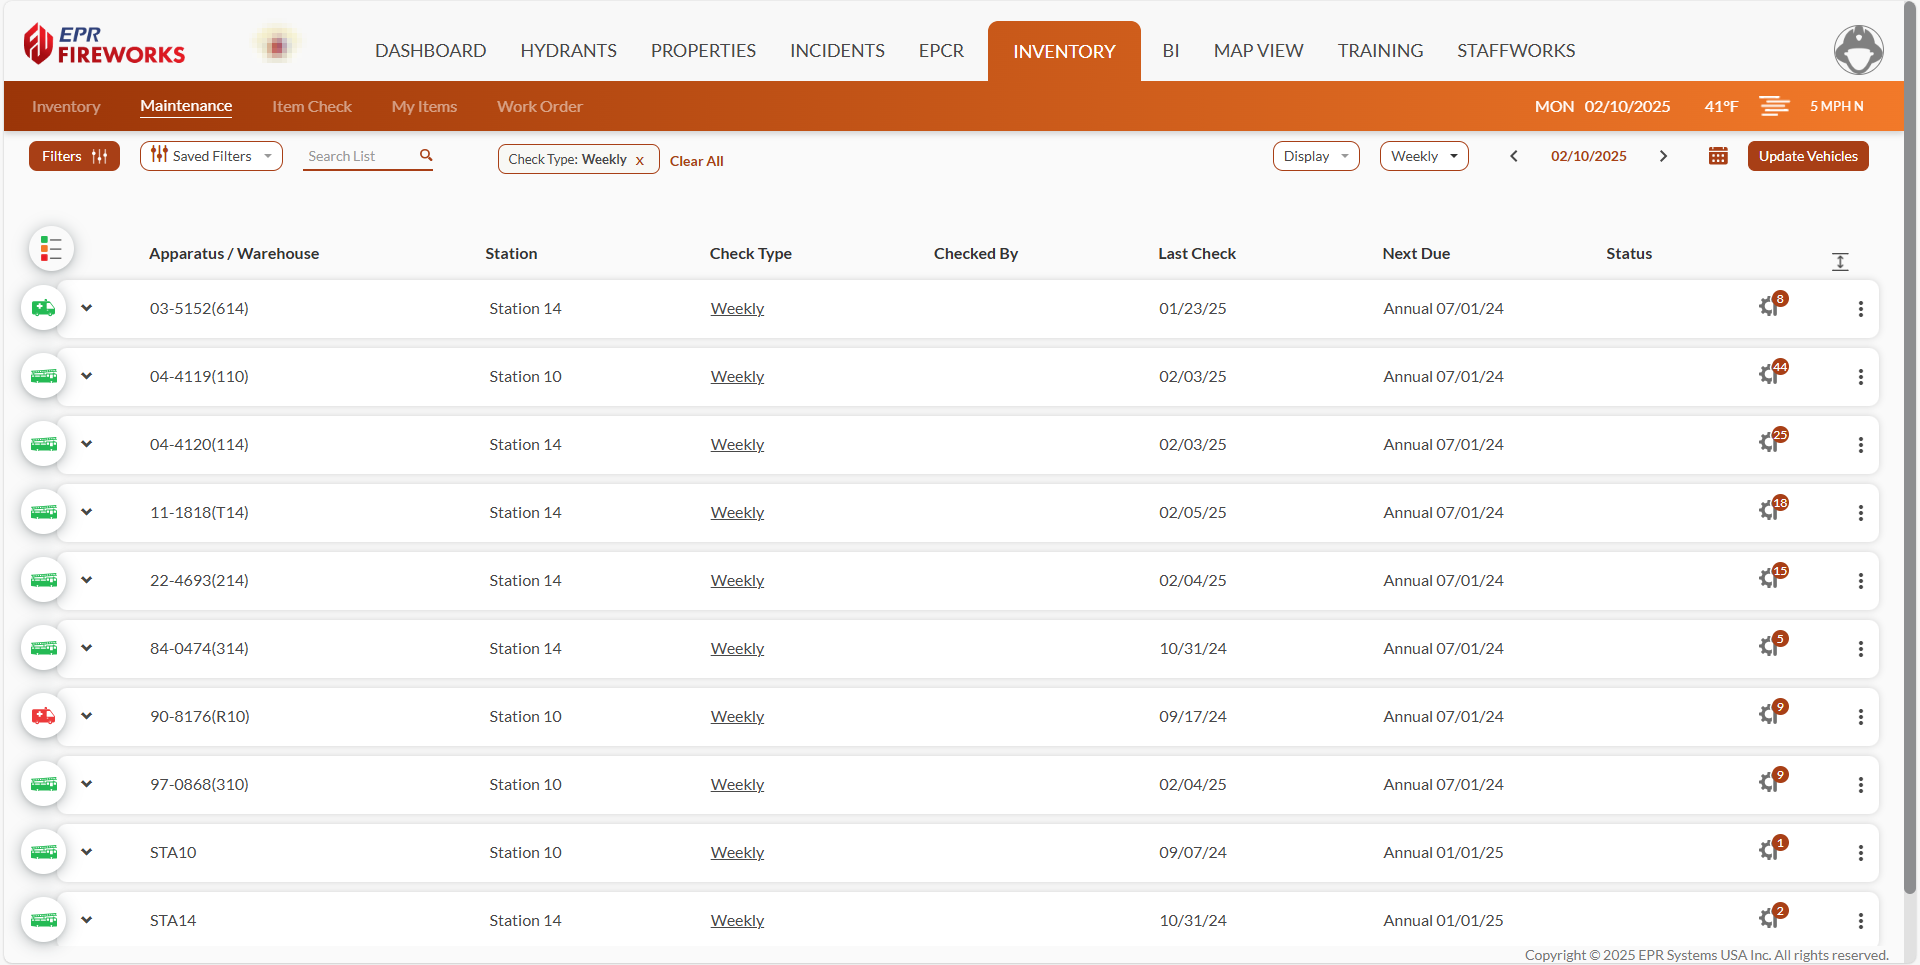 EPR
FIREWORKS
DASHBOARD HYDRANTS PROPERTIES INCIDENTS EPCR INVENTORY BI MAP VIEW TRAINING STAFFWORKS
Inventory Maintenance Item Check My Items Work Order MON 02/10/2025 41°F 5 MPH N
Filters Saved Filters Search List Check Type: Weekly x Clear All Display Weekly 02/10/2025 Update Vehicles
Apparatus / Warehouse Station Check Type Checked By Last Check Next Due Status
03-5152(614) Station 14 Weekly 01/23/25 Annual 07/01/24 8
04-4119(110) Station 10 Weekly 02/03/25 Annual 07/01/24 44
04-4120(114) Station 14 Weekly 02/03/25 Annual 07/01/24 25
11-1818(T14) Station 14 Weekly 02/05/25 Annual 07/01/24 18
22-4693(214) Station 14 Weekly 02/04/25 Annual 07/01/24 15
84-0474(314) Station 14 Weekly 10/31/24 Annual 07/01/24 5
90-8176(R10) Station 10 Weekly 09/17/24 Annual 07/01/24 9
97-0868(310) Station 10 Weekly 02/04/25 Annual 07/01/24 9
STA10 Station 10 Weekly 09/07/24 Annual 01/01/25 1
STA14 Station 14 Weekly 10/31/24 Annual 01/01/25 2
Copyright © 2025 EPR Systems USA Inc. All rights reserved.